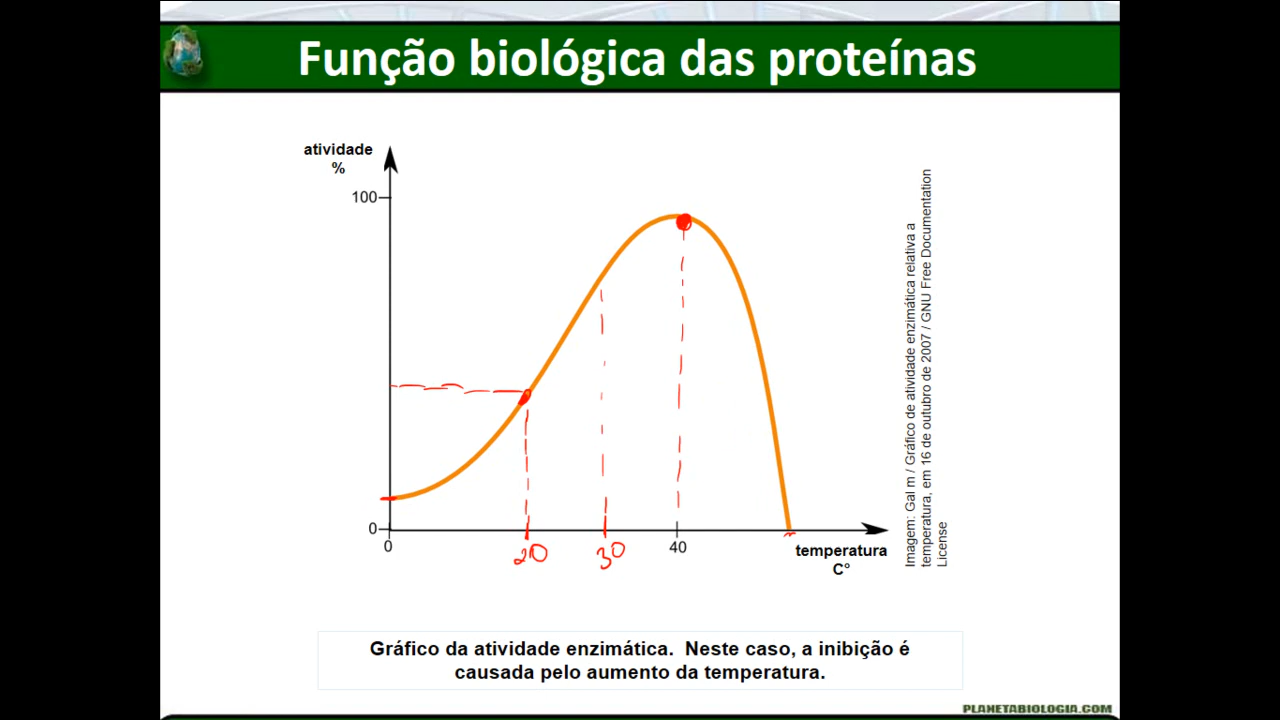 Função biológica das proteínas
atividade
%
100
0
0
20
30
40
temperatura
C°
Imagem: Gal m / Gráfico de atividade enzimática relativa a
temperatura, em 16 de outubro de 2007 / GNU Free Documentation
License
Gráfico da atividade enzimática. Neste caso, a inibição é
causada pelo aumento da temperatura.
PLANETABIOLOGIA.COM